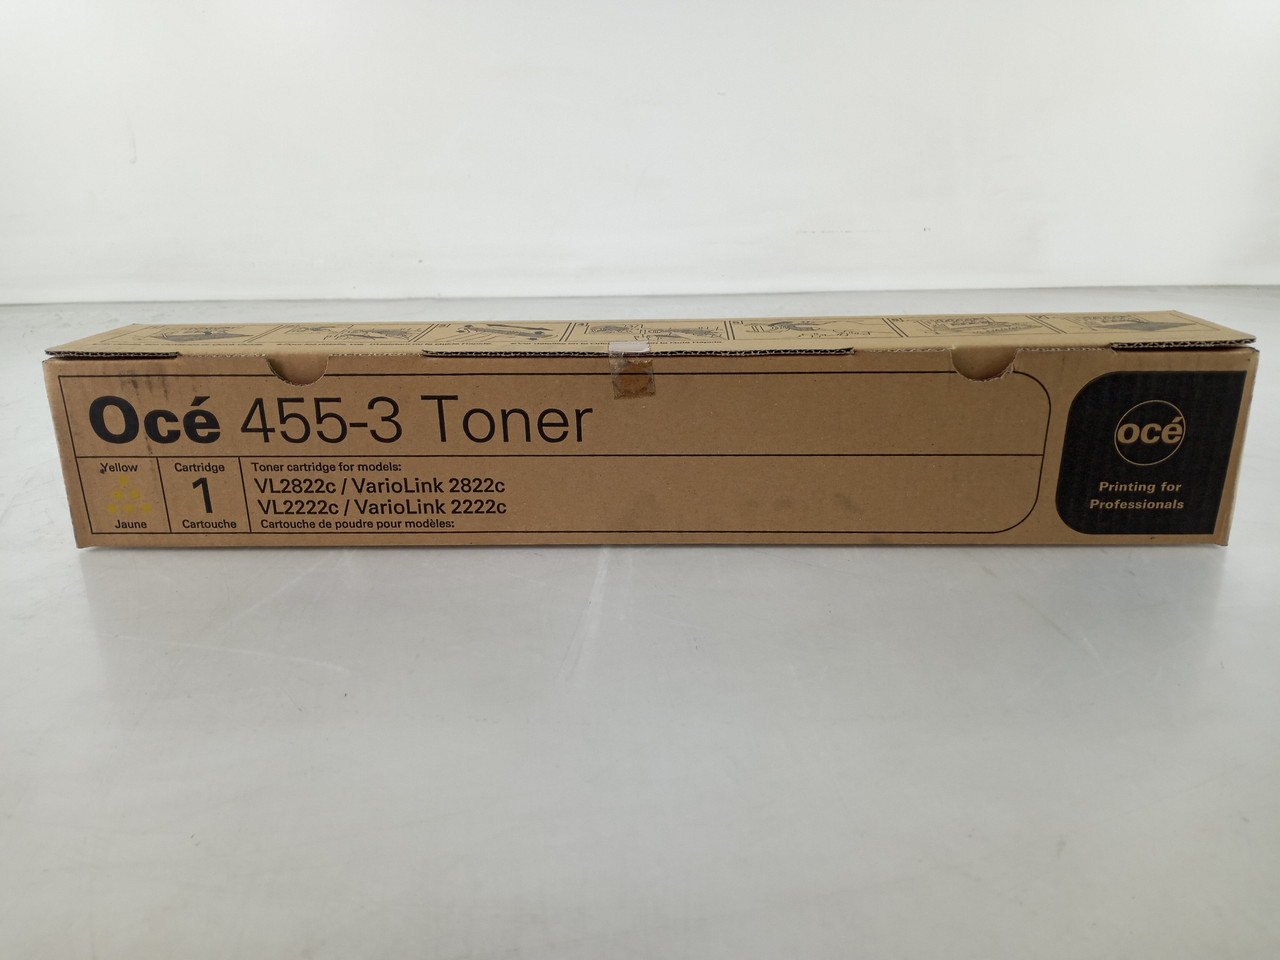 Océ 455-3 Toner
Yellow
Jaune
Cartridge
1
Cartouche
Toner cartridge for models:
VL2822c / VarioLink 2822c
VL2222c / VarioLink 2222c
Cartouche de poudre pour modèles:
océ
Printing for
Professionals